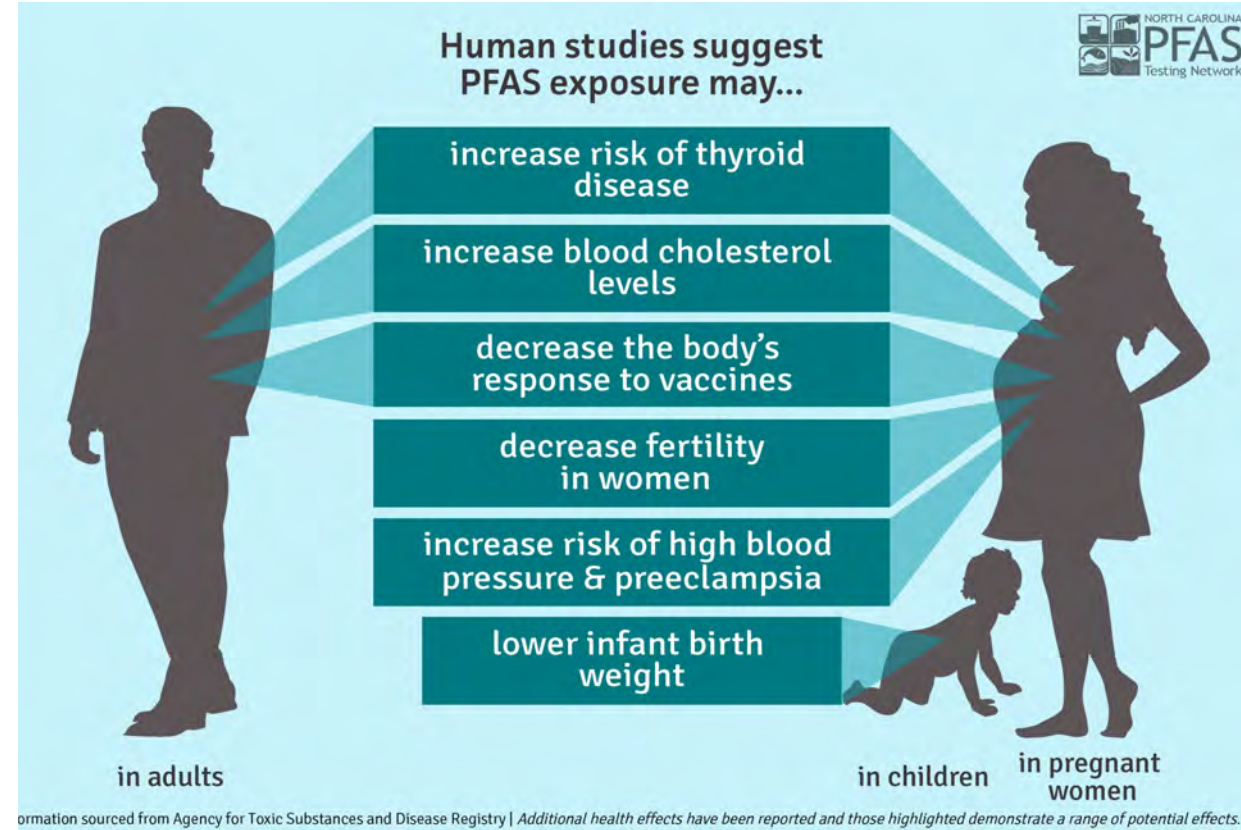 Human studies suggest
PFAS exposure may...
NORTH CAROLINA
PFAS
Testing Network
increase risk of thyroid
disease
increase blood cholesterol
levels
decrease the body's
response to vaccines
decrease fertility
in women
increase risk of high blood
pressure & preeclampsia
lower infant birth
weight
in adults
in children
in pregnant
women
ormation sourced from Agency for Toxic Substances and Disease Registry | Additional health effects have been reported and those highlighted demonstrate a range of potential effects.